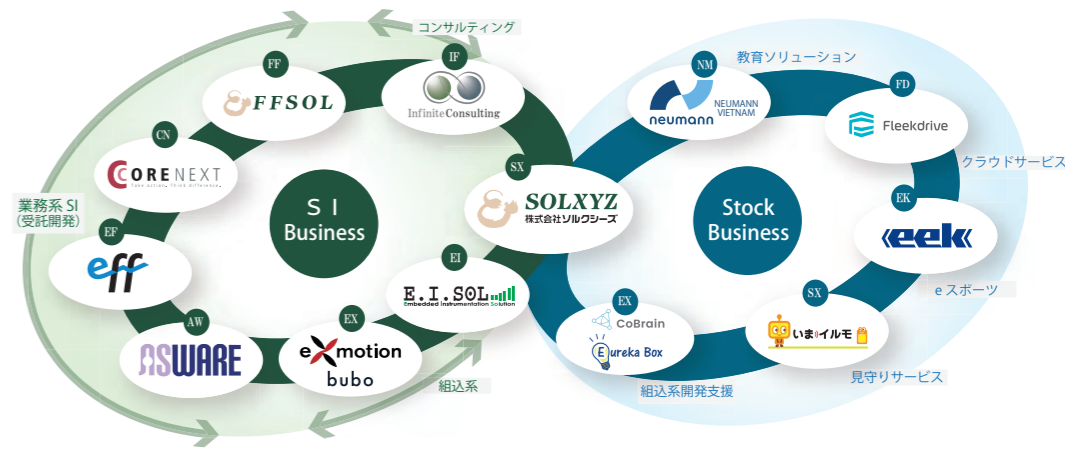 コンサルティング
IF
InfiniteConsulting
FF
FFSOL
CN
CORENEXT
Take action. Think difference.
業務系 SI
（受託開発）
EF
eff
AW
ASWARE
EX
eXmotion
bubo
組込系
EI
E.I.SOL
Embedded Instrumentation Solution
ＳＩ
Business
SX
SOLXYZ
株式会社ソルクシーズ
Stock
Business
教育ソリューション
NM
neumann
NEUMANN
VIETNAM
FD
Fleekdrive
クラウドサービス
EK
eek
e スポーツ
SX
いまイルモ
見守りサービス
EX
CoBrain
Eureka Box
組込系開発支援